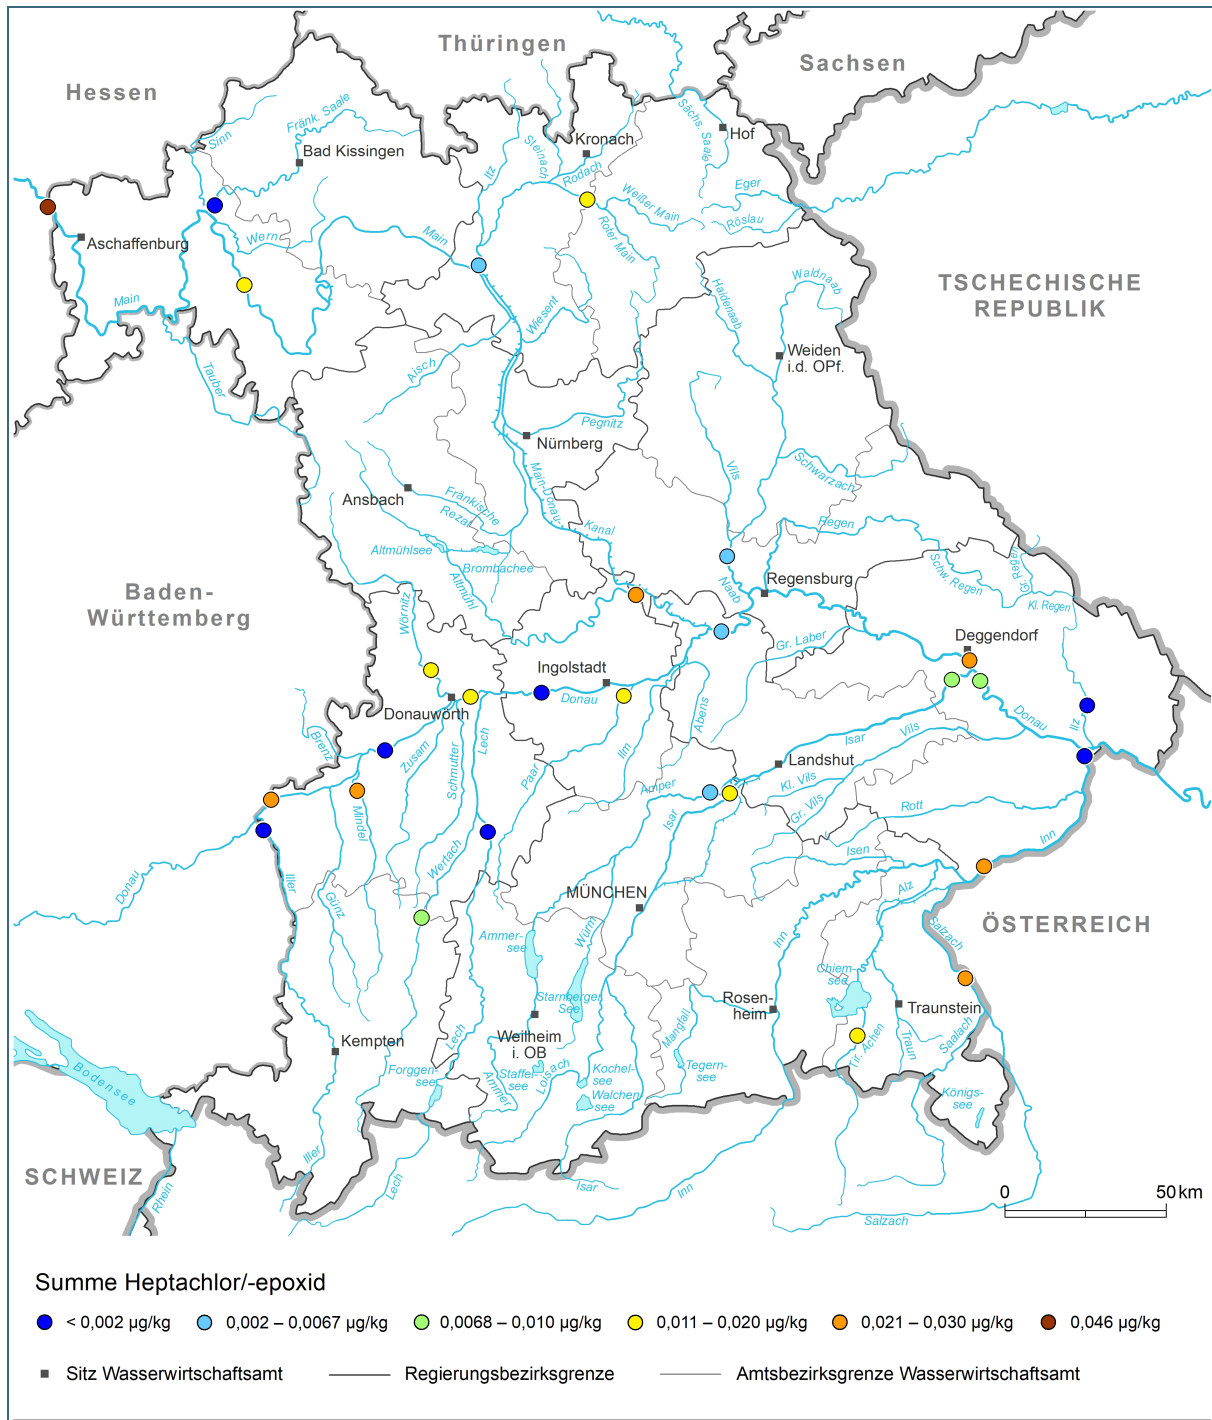 Thüringen
Sachsen
Hessen
Sächs. Saale
Hof
Fränk. Saale
Sinn
Kronach
Steinach
Bad Kissingen
Itz
Rodach
Eger
Weißer Main
Röslau
Roter Main
Aschaffenburg
Wern
Main
Main
Waldnaab
Haidenaab
TSCHECHISCHE
REPUBLIK
Wiesent
Weiden
i.d. OPf.
Tauber
Aisch
Pegnitz
Nürnberg
Vils
Schwarzach
Main-Donau-
Kanal
Ansbach
Fränkische
Rezat
Regen
Altmühlsee
Brombachsee
Altmühl
Schw. Regen
Gr. Regen
Kl. Regen
Naab
Regensburg
Baden-
Württemberg
Wörnitz
Gr. Laber
Deggendorf
Ingolstadt
Donau
Donauwörth
Abens
Ilm
Donau
Ilz
Isar
Vils
Brenz
Zusam
Schmutter
Lech
Paar
Landshut
Kl. Vils
Gr. Vils
Amper
Isar
Rott
Mindel
Wertach
Inn
Isen
Donau
Iller
Günz
MÜNCHEN
Alz
ÖSTERREICH
Salzach
Ammer-
see
Würm
Inn
Chiem-
see
Starnberger
See
Rosen-
heim
Traunstein
Weilheim
i. OB
Mangfall
Tir. Achen
Traun
Saalach
Kempten
Lech
Forggen-
see
Staffel-
see
Loisach
Ammer
Kochel-
see
Walchen-
see
Tegern-
see
Königs-
see
Bodensee
SCHWEIZ
Rhein
Iller
Lech
Isar
Inn
Salzach
0 50 km
Summe Heptachlor/-epoxid
< 0,002 µg/kg 0,002 – 0,0067 µg/kg 0,0068 – 0,010 µg/kg 0,011 – 0,020 µg/kg 0,021 – 0,030 µg/kg 0,046 µg/kg
Sitz Wasserwirtschaftsamt Regierungsbezirksgrenze Amtsbezirksgrenze Wasserwirtschaftsamt